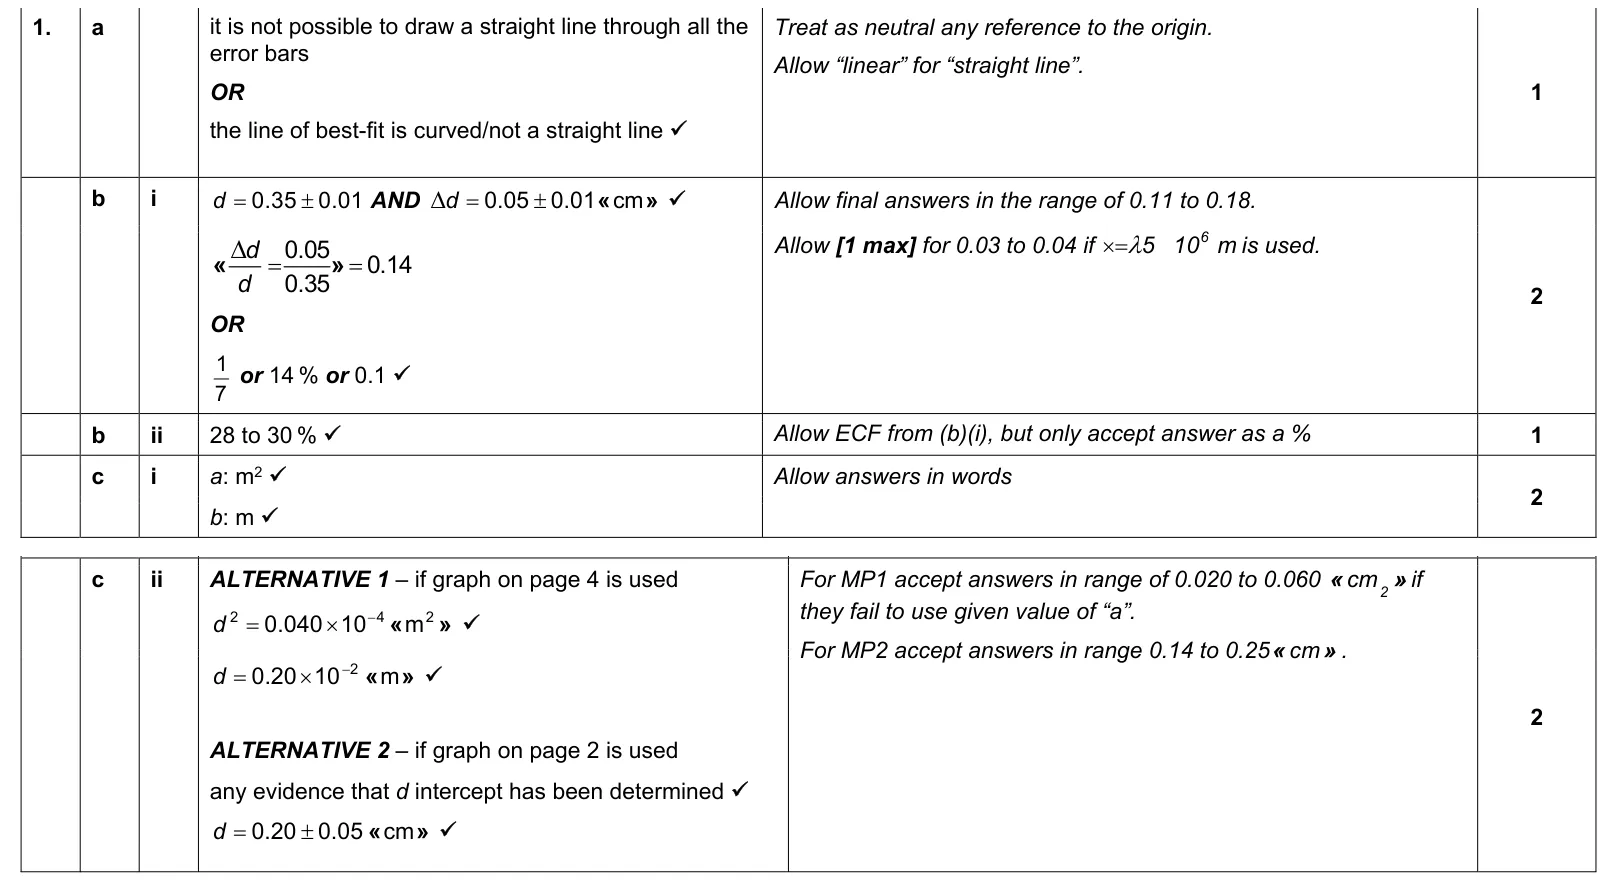 1. a it is not possible to draw a straight line through all the error bars
OR
the line of best-fit is curved/not a straight line ✓
Treat as neutral any reference to the origin.
Allow “linear” for “straight line”.
1
b i d = 0.35 ± 0.01 AND Δd = 0.05 ± 0.01 «cm» ✓
«Δd/d = 0.05/0.35» = 0.14
OR
1/7 or 14 % or 0.1 ✓
Allow final answers in the range of 0.11 to 0.18.
Allow [1 max] for 0.03 to 0.04 if ×=λ5 10⁶ m is used.
2
b ii 28 to 30 % ✓
Allow ECF from (b)(i), but only accept answer as a %
1
c i a: m² ✓
b: m ✓
Allow answers in words
2
c ii ALTERNATIVE 1 – if graph on page 4 is used
d² = 0.040×10⁻⁴ «m²» ✓
d = 0.20×10⁻² «m» ✓
ALTERNATIVE 2 – if graph on page 2 is used
any evidence that d intercept has been determined ✓
d = 0.20 ± 0.05 «cm» ✓
For MP1 accept answers in range of 0.020 to 0.060 «cm₂» if
they fail to use given value of “a”.
For MP2 accept answers in range 0.14 to 0.25«cm» .
2